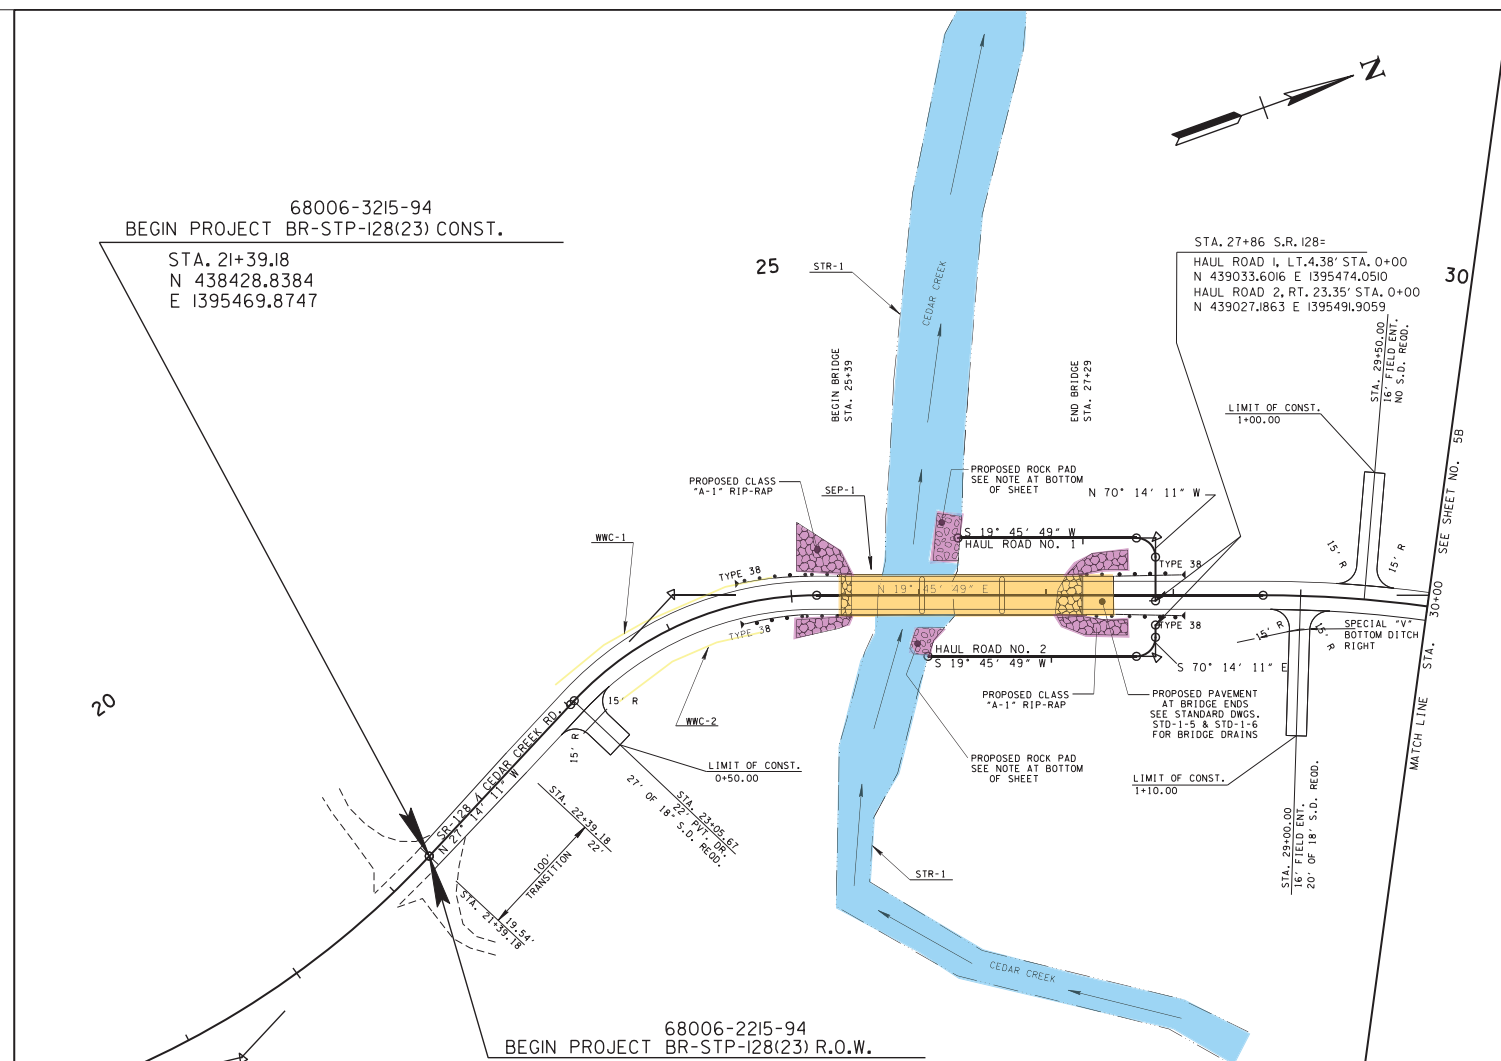 68006-3215-94
BEGIN PROJECT BR-STP-128(23) CONST.
STA. 21+39.18
N 438428.8384
E 1395469.8747
N
25
30
20
STR-1
CEDAR CREEK
BEGIN BRIDGE
STA. 25+39
END BRIDGE
STA. 27+29
STA. 27+86 S.R. 128=
HAUL ROAD 1, LT.4.38' STA. 0+00
N 439033.6016 E 1395474.0510
HAUL ROAD 2, RT. 23.35' STA. 0+00
N 439027.1863 E 1395491.9059
STA. 29+50.00
16' FIELD ENT.
NO S.D. REQD.
LIMIT OF CONST.
1+00.00
PROPOSED CLASS
"A-1" RIP-RAP
SEP-1
PROPOSED ROCK PAD
SEE NOTE AT BOTTOM
OF SHEET
N 70° 14' 11" W
S 19° 45' 49" W
HAUL ROAD NO. 1
WWC-1
TYPE 38
TYPE 38
N 19° 45' 49" E
15' R
15' R
SEE SHEET NO. 5B
STA. 30+00
MATCH LINE
TYPE 38
TYPE 38
HAUL ROAD NO. 2
S 19° 45' 49" W
S 70° 14' 11" E
15' R
15' R
SPECIAL "V"
BOTTOM DITCH
RIGHT
PROPOSED CLASS
"A-1" RIP-RAP
PROPOSED PAVEMENT
AT BRIDGE ENDS
SEE STANDARD DWGS.
STD-1-5 & STD-1-6
FOR BRIDGE DRAINS
WWC-2
15' R
15' R
SR-128 / CEDAR CREEK RD.
N 27° 14' 11" W
LIMIT OF CONST.
0+50.00
PROPOSED ROCK PAD
SEE NOTE AT BOTTOM
OF SHEET
LIMIT OF CONST.
1+10.00
STA. 23+05.67
22' PVT. DR.
27' OF 18" S.D. REQD.
STA. 22+39.18
22'
100'
TRANSITION
STA. 21+39.18
19.54'
STA. 29+00.00
16' FIELD ENT.
20' OF 18" S.D. REQD.
STR-1
CEDAR CREEK
68006-2215-94
BEGIN PROJECT BR-STP-128(23) R.O.W.